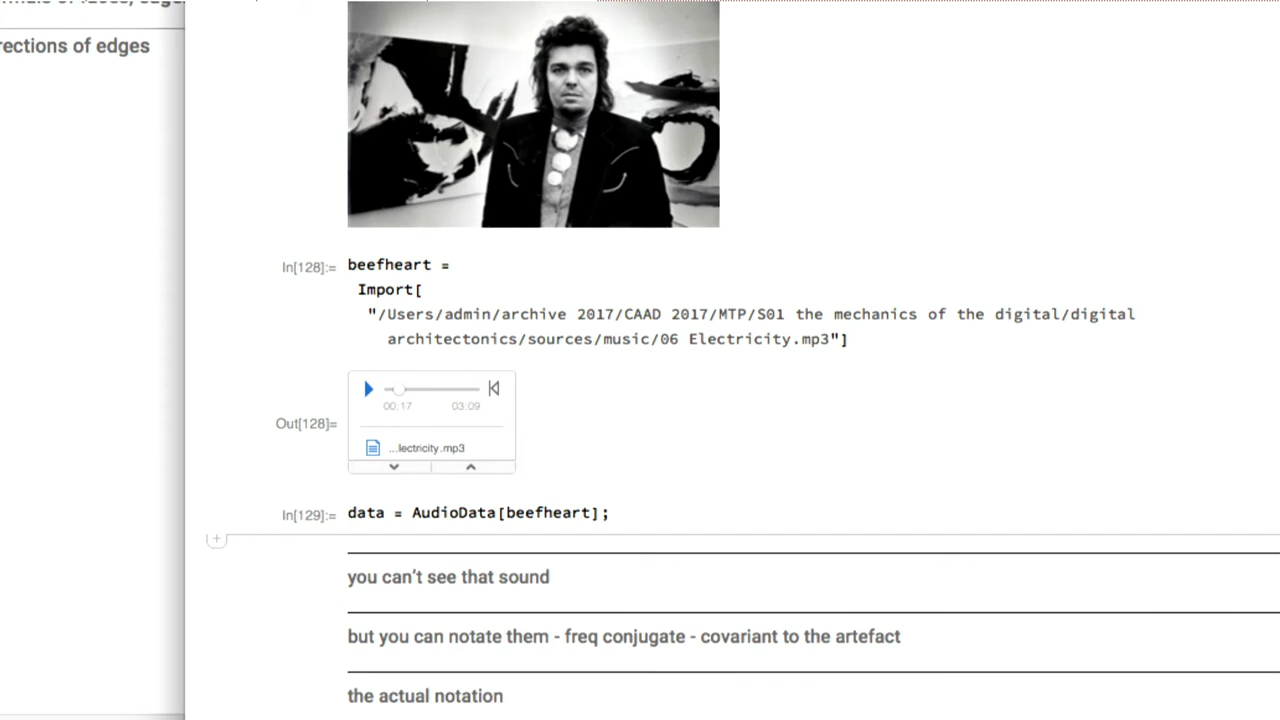 rections of edges
In[128]:= beefheart =
Import[
"/Users/admin/archive 2017/CAAD 2017/MTP/S01 the mechanics of the digital/digital
architectonics/sources/music/06 Electricity.mp3"]
00:17 03:09
Out[128]=
...lectricity.mp3
In[129]:= data = AudioData[beefheart];
you can't see that sound
but you can notate them - freq conjugate - covariant to the artefact
the actual notation